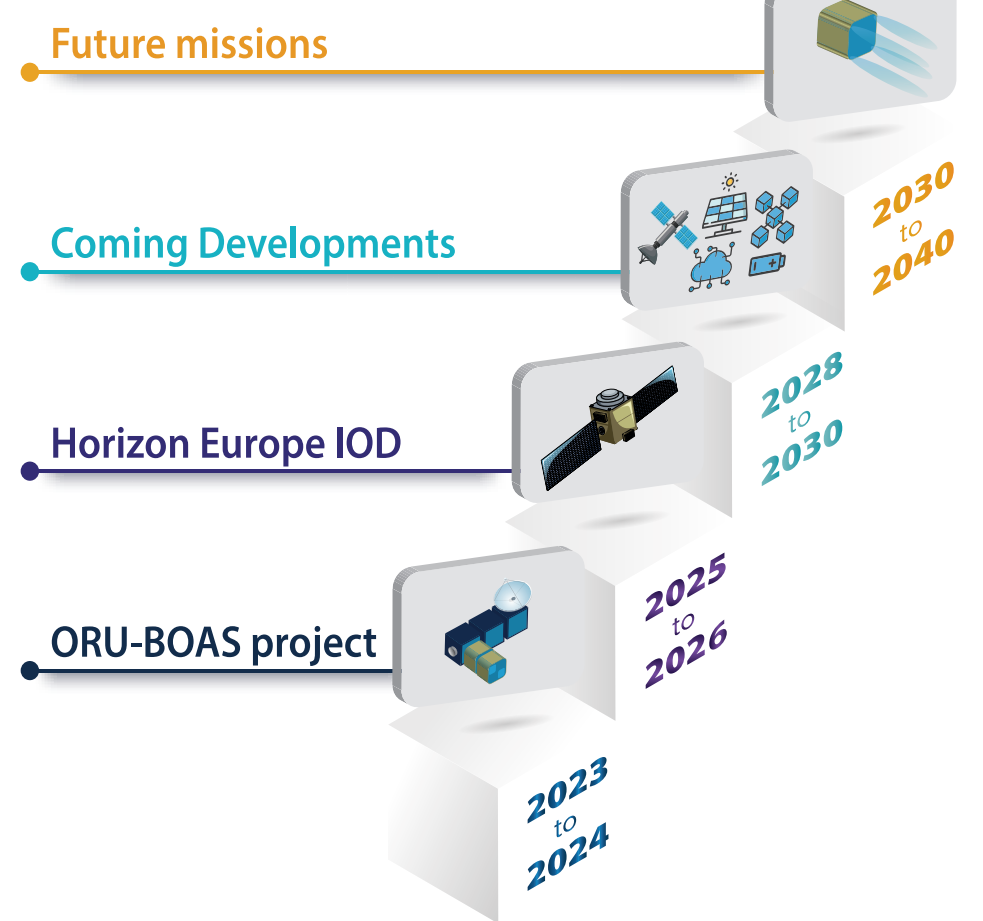 Future missions
2030
to
2040
Coming Developments
2028
to
2030
Horizon Europe IOD
2025
to
2026
ORU-BOAS project
2023
to
2024